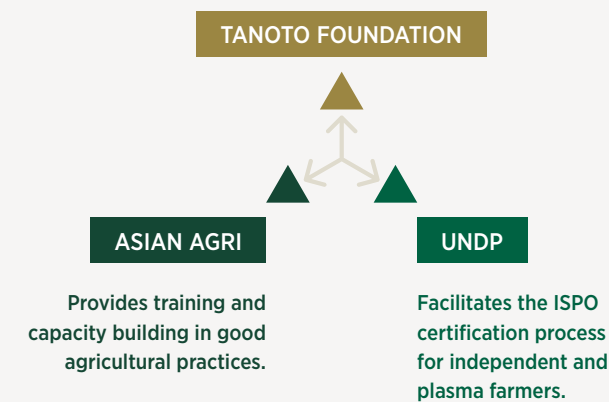 TANOTO FOUNDATION
ASIAN AGRI
Provides training and
capacity building in good
agricultural practices.
UNDP
Facilitates the ISPO
certification process
for independent and
plasma farmers.